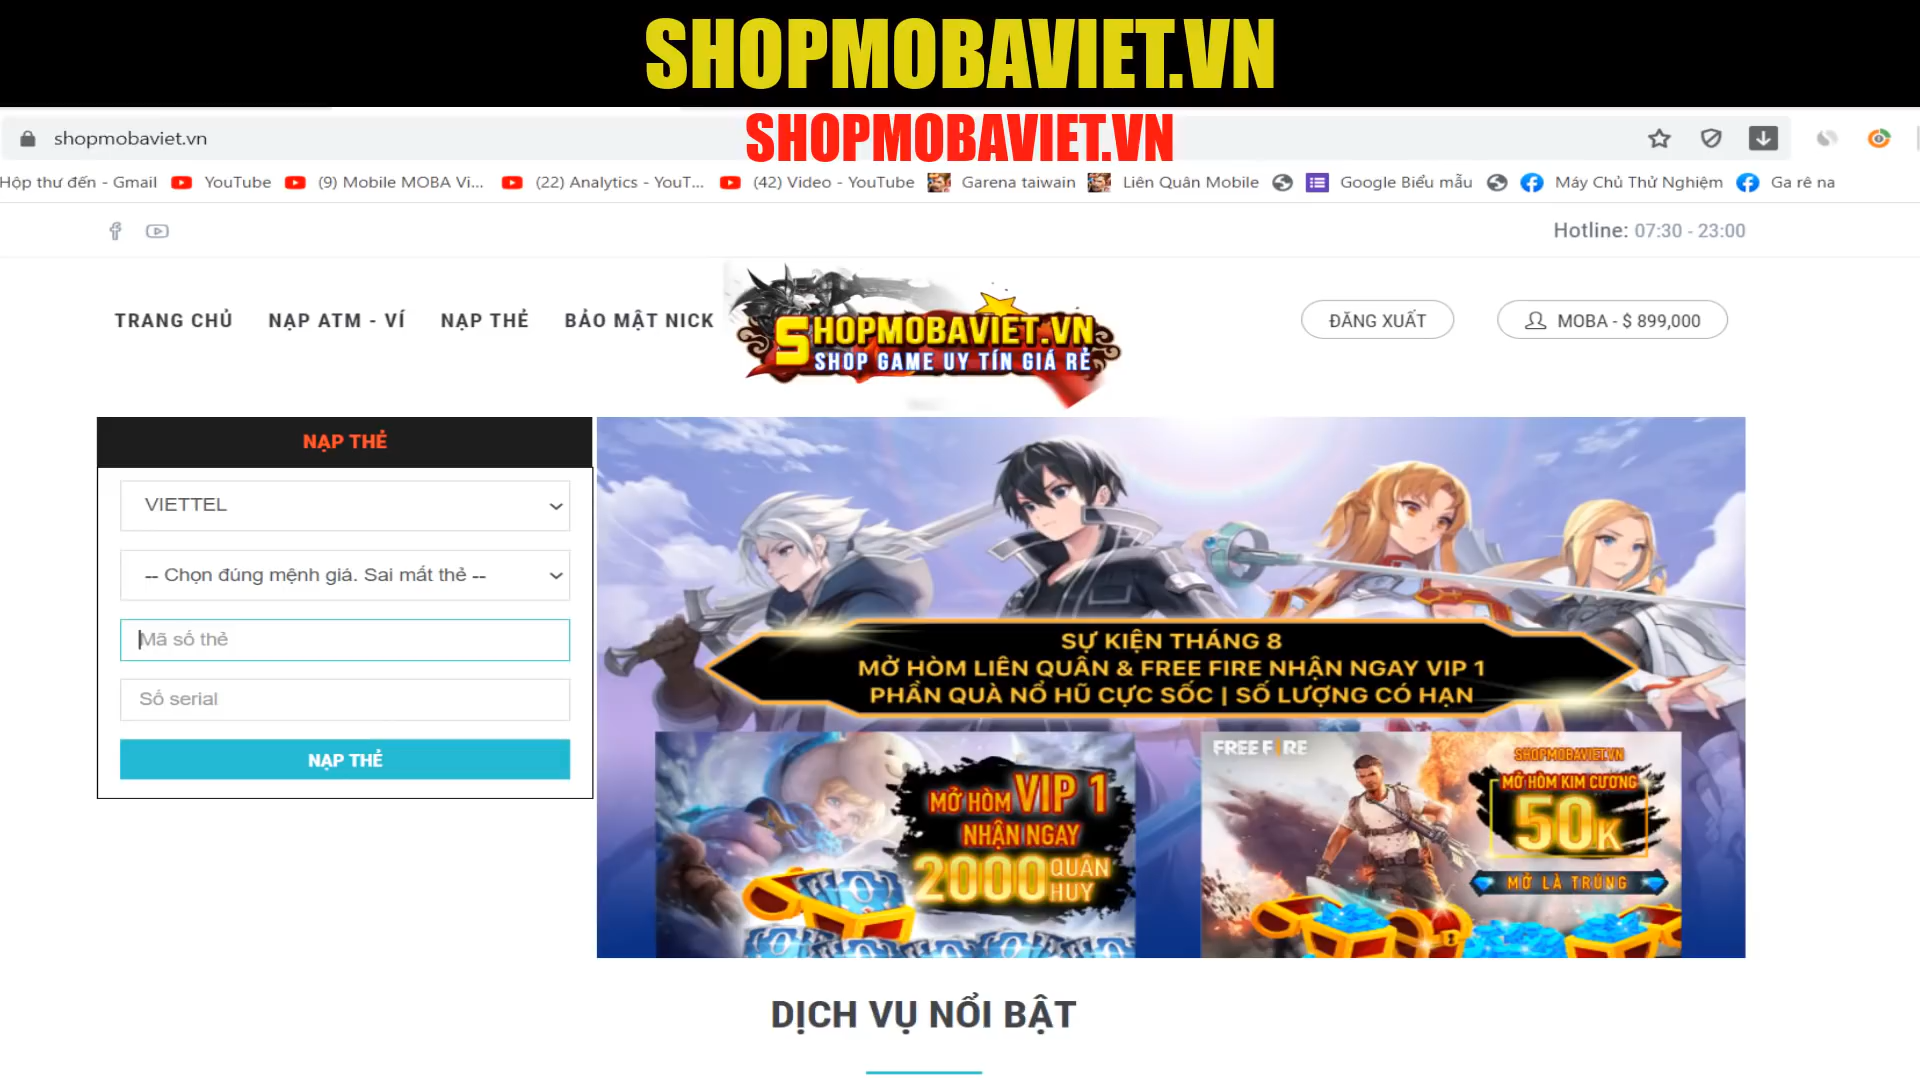 SHOPMOBAVIET.VN
shopmobaviet.vn
SHOPMOBAVIET.VN
Hộp thư đến - Gmail YouTube (9) Mobile MOBA Vi... (22) Analytics - YouT... (42) Video - YouTube Garena taiwain Liên Quân Mobile Google Biểu mẫu Máy Chủ Thử Nghiệm Ga rê na
Hotline: 07:30 - 23:00
TRANG CHỦ NẠP ATM - VÍ NẠP THẺ BẢO MẬT NICK
SHOPMOBAVIET.VN
SHOP GAME UY TÍN GIÁ RẺ
ĐĂNG XUẤT MOBA - $ 899,000
NẠP THẺ
VIETTEL
-- Chọn đúng mệnh giá. Sai mất thẻ --
Mã số thẻ
Số serial
NẠP THẺ
SỰ KIỆN THÁNG 8
MỞ HÒM LIÊN QUÂN & FREE FIRE NHẬN NGAY VIP 1
PHẦN QUÀ NỔ HŨ CỰC SỐC | SỐ LƯỢNG CÓ HẠN
MỞ HÒM VIP 1
NHẬN NGAY
2000 QUÂN HUY
FREE FIRE
SHOPMOBAVIET.VN
MỞ HÒM KIM CƯƠNG
50K
MỞ LÀ TRÚNG
DỊCH VỤ NỔI BẬT